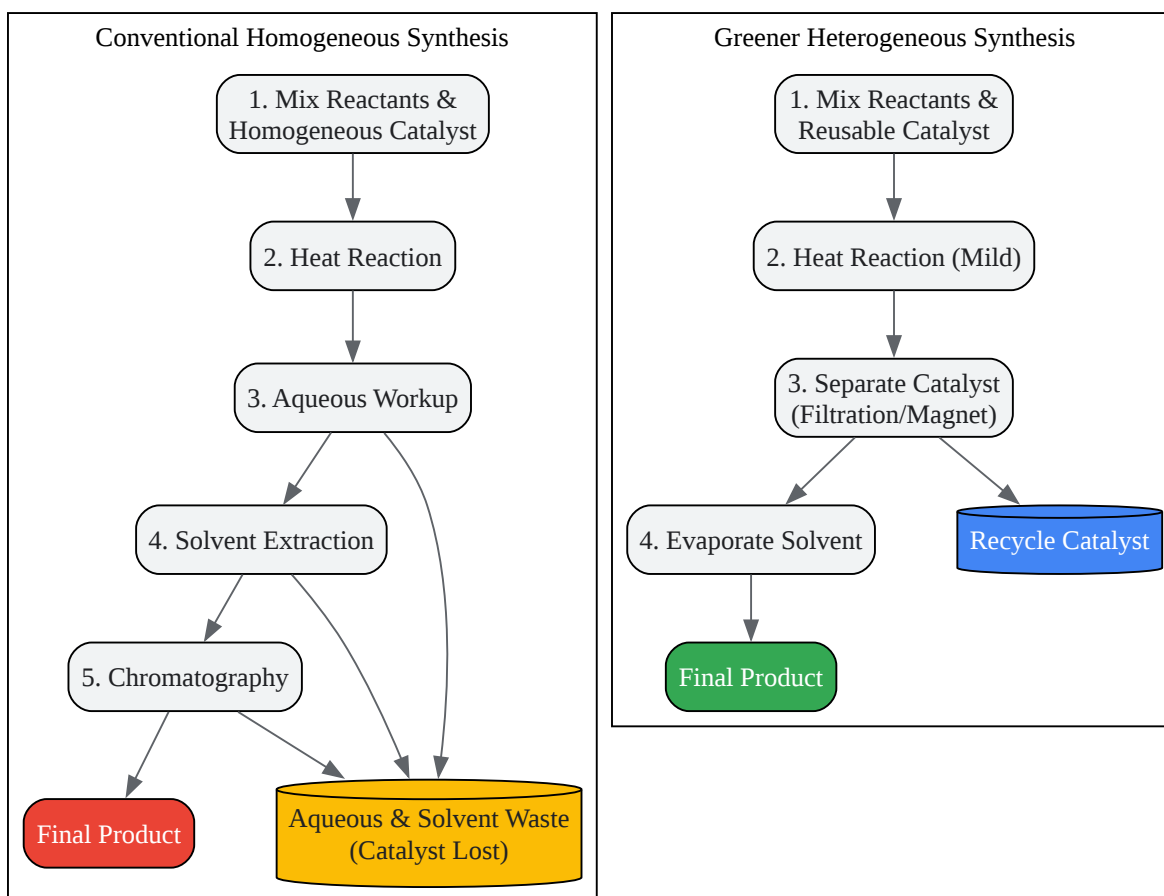 Conventional Homogeneous Synthesis
1. Mix Reactants &
Homogeneous Catalyst
2. Heat Reaction
3. Aqueous Workup
4. Solvent Extraction
5. Chromatography
Final Product
Aqueous & Solvent Waste
(Catalyst Lost)
Greener Heterogeneous Synthesis
1. Mix Reactants &
Reusable Catalyst
2. Heat Reaction (Mild)
3. Separate Catalyst
(Filtration/Magnet)
4. Evaporate Solvent
Recycle Catalyst
Final Product